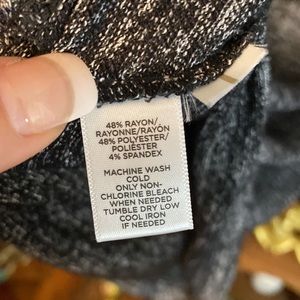 48% RAYON/
RAYONNE/RAYÓN
48% POLYESTER/
POLIÉSTER
4% SPANDEX
MACHINE WASH
COLD
ONLY NON-
CHLORINE BLEACH
WHEN NEEDED
TUMBLE DRY LOW
COOL IRON
IF NEEDED